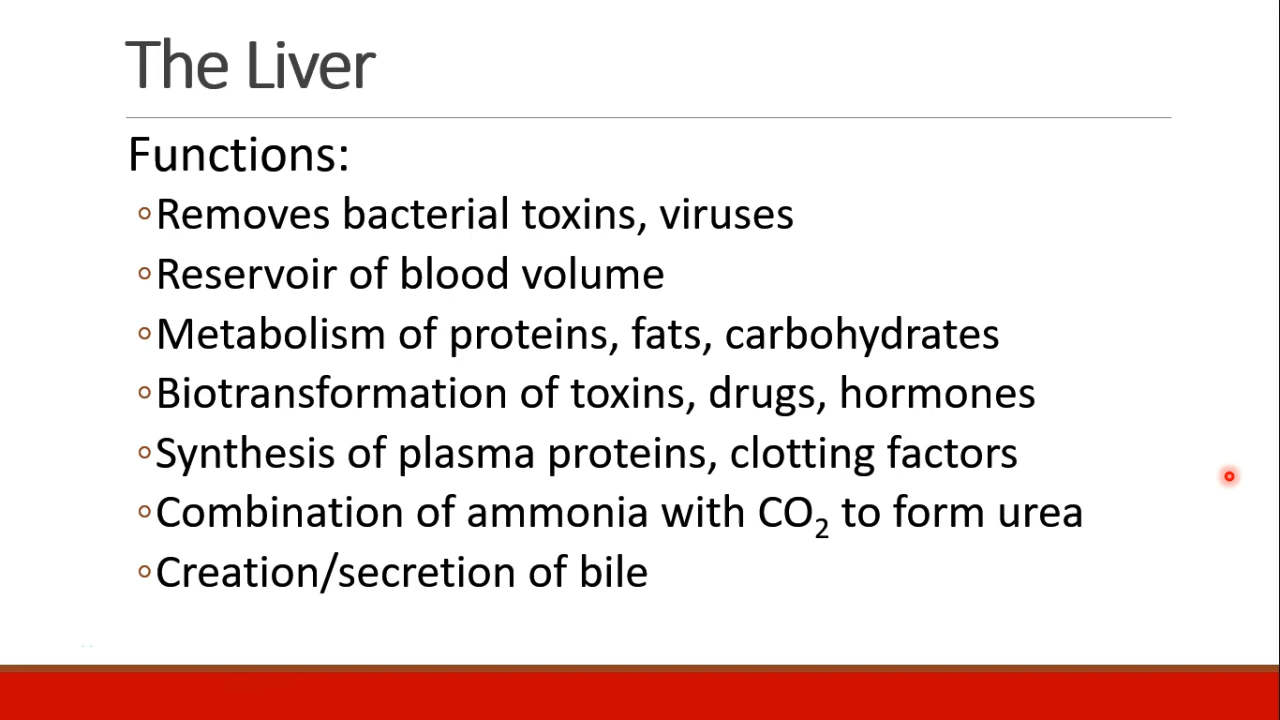 The Liver
Functions:
◦Removes bacterial toxins, viruses
◦Reservoir of blood volume
◦Metabolism of proteins, fats, carbohydrates
◦Biotransformation of toxins, drugs, hormones
◦Synthesis of plasma proteins, clotting factors
◦Combination of ammonia with CO₂ to form urea
◦Creation/secretion of bile